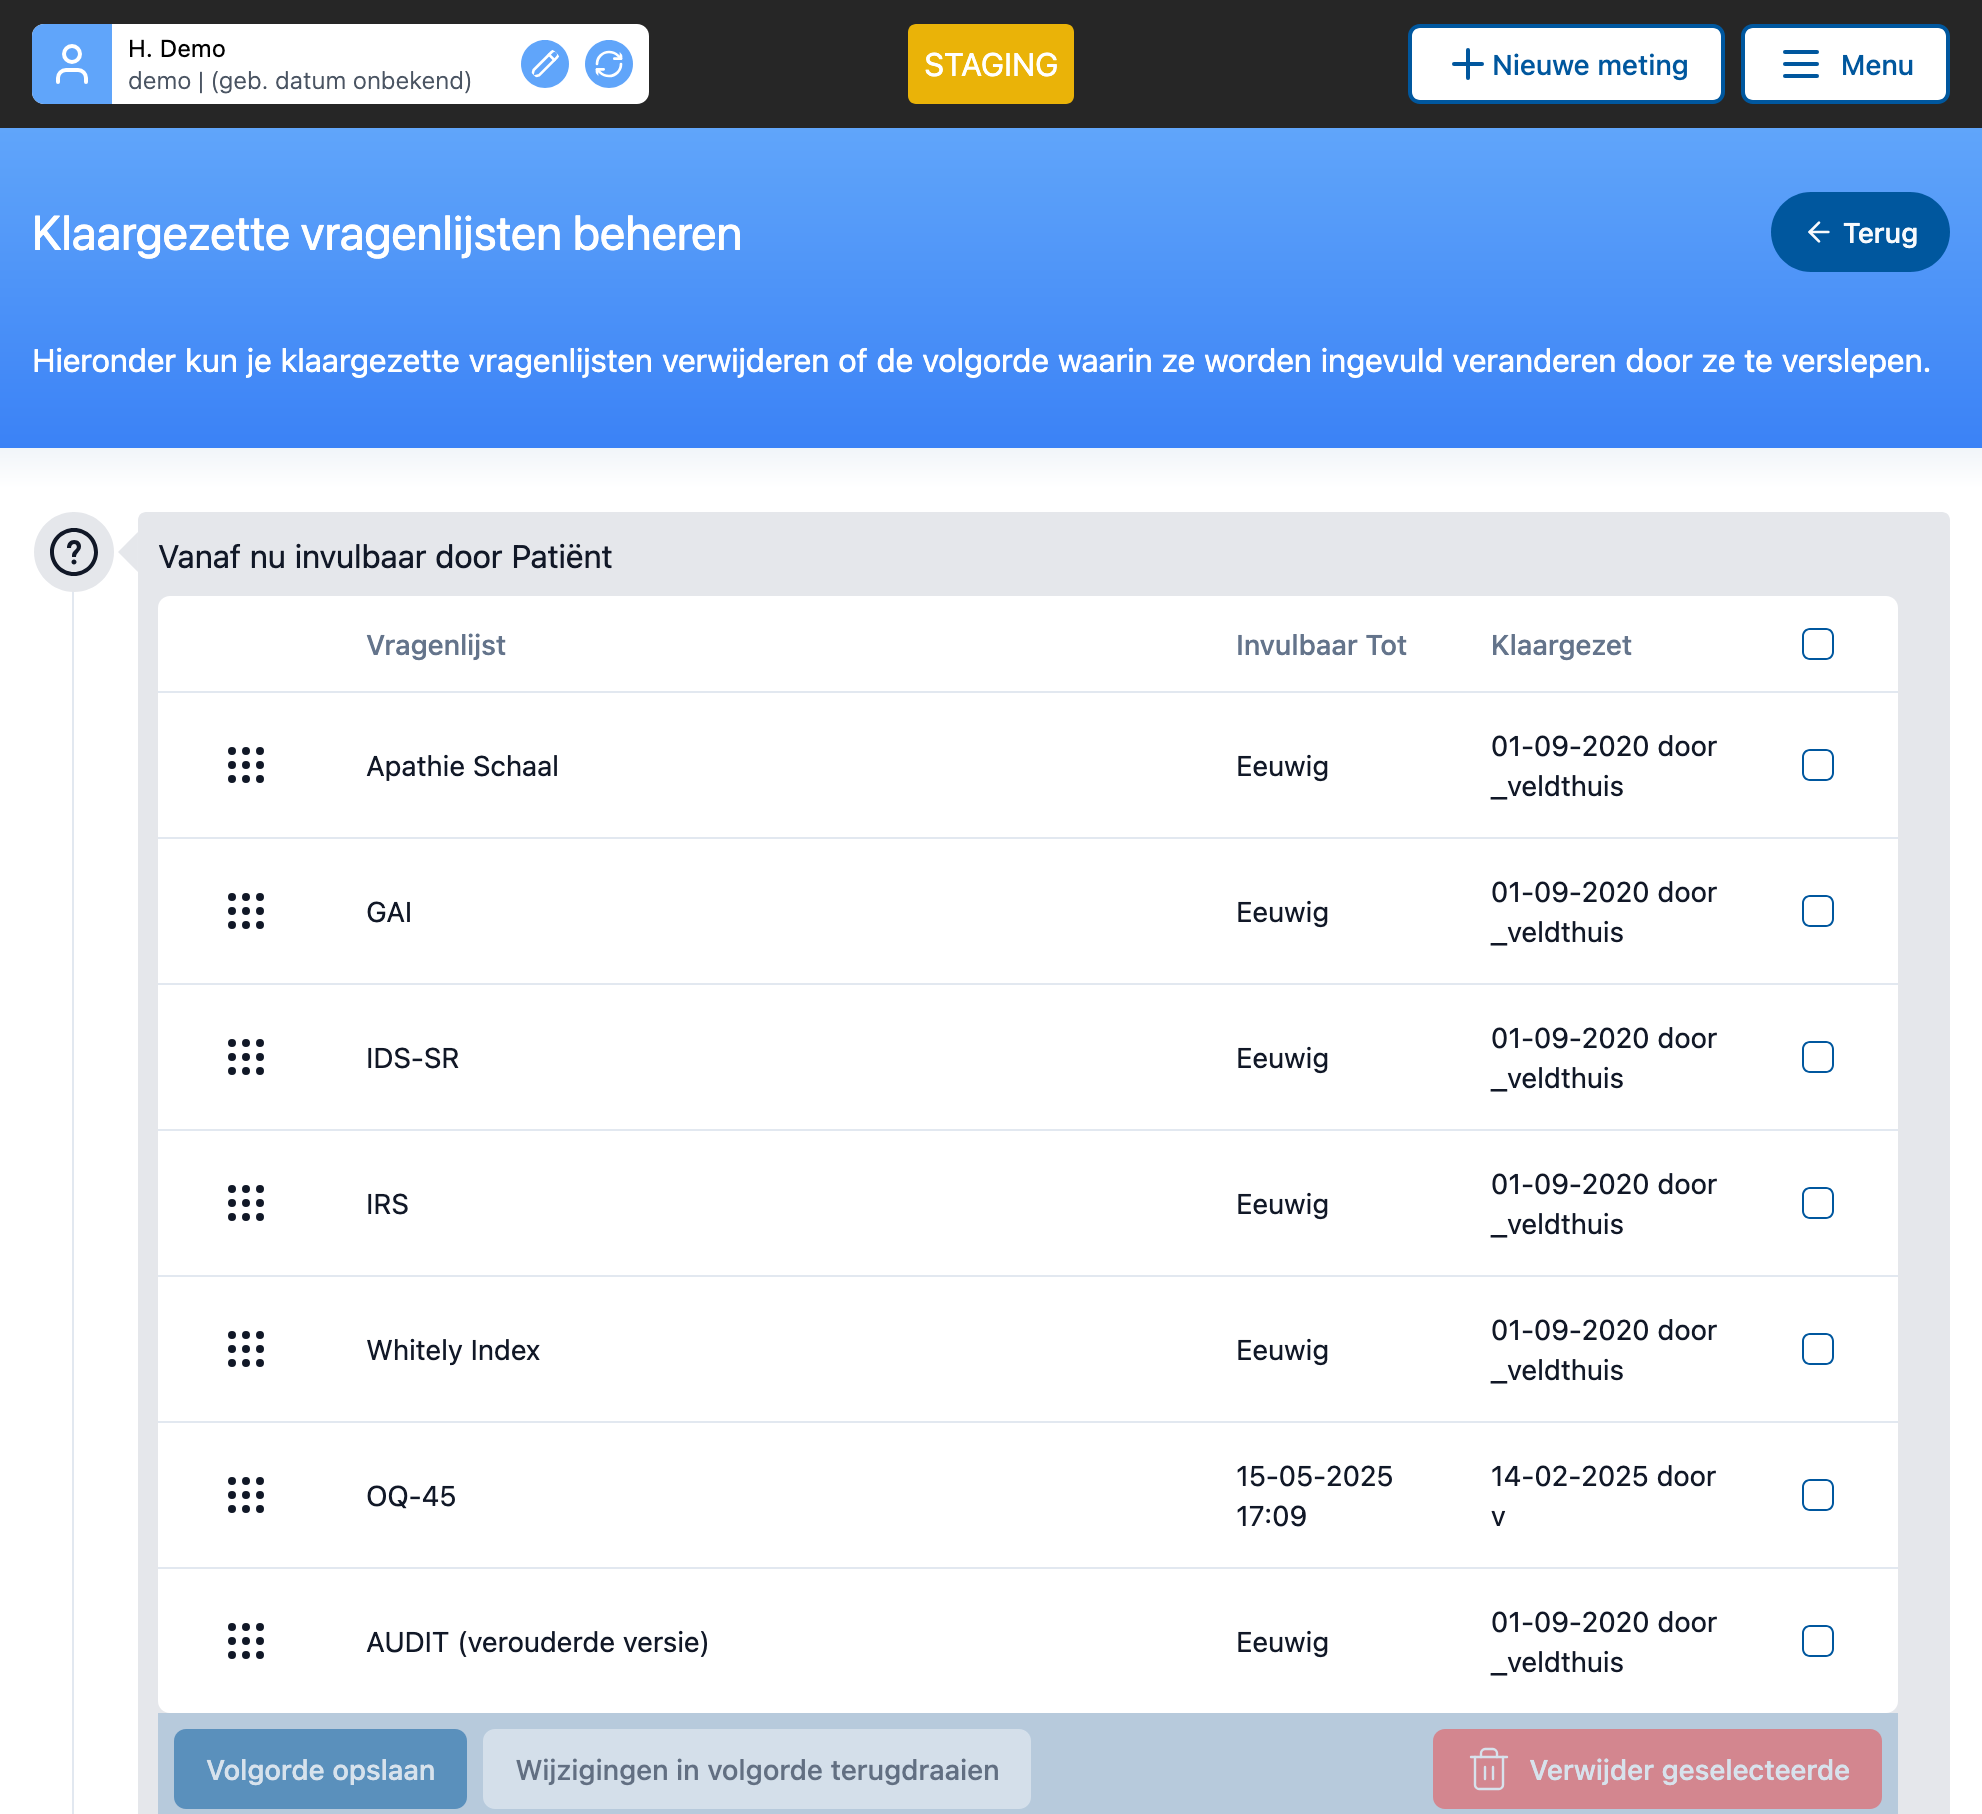 H. Demo
demo | (geb. datum onbekend)
STAGING
Nieuwe meting
Menu
Klaargezette vragenlijsten beheren
Terug
Hieronder kun je klaargezette vragenlijsten verwijderen of de volgorde waarin ze worden ingevuld veranderen door ze te verslepen.
?
Vanaf nu invulbaar door Patiënt
Vragenlijst Invulbaar Tot Klaargezet
Apathie Schaal Eeuwig 01-09-2020 door
_veldthuis
GAI Eeuwig 01-09-2020 door
_veldthuis
IDS-SR Eeuwig 01-09-2020 door
_veldthuis
IRS Eeuwig 01-09-2020 door
_veldthuis
Whitely Index Eeuwig 01-09-2020 door
_veldthuis
OQ-45 15-05-2025 14-02-2025 door
17:09 v
AUDIT (verouderde versie) Eeuwig 01-09-2020 door
_veldthuis
Volgorde opslaan Wijzigingen in volgorde terugdraaien Verwijder geselecteerde